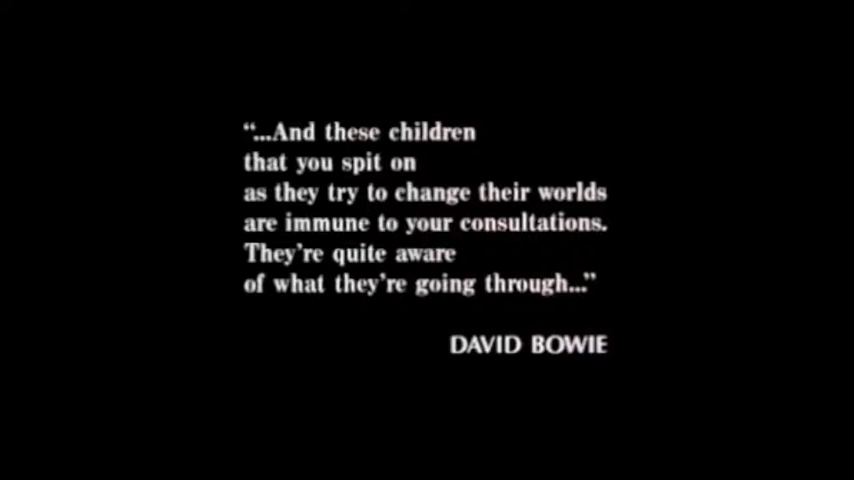 “...And these children
that you spit on
as they try to change their worlds
are immune to your consultations.
They’re quite aware
of what they’re going through...”
DAVID BOWIE